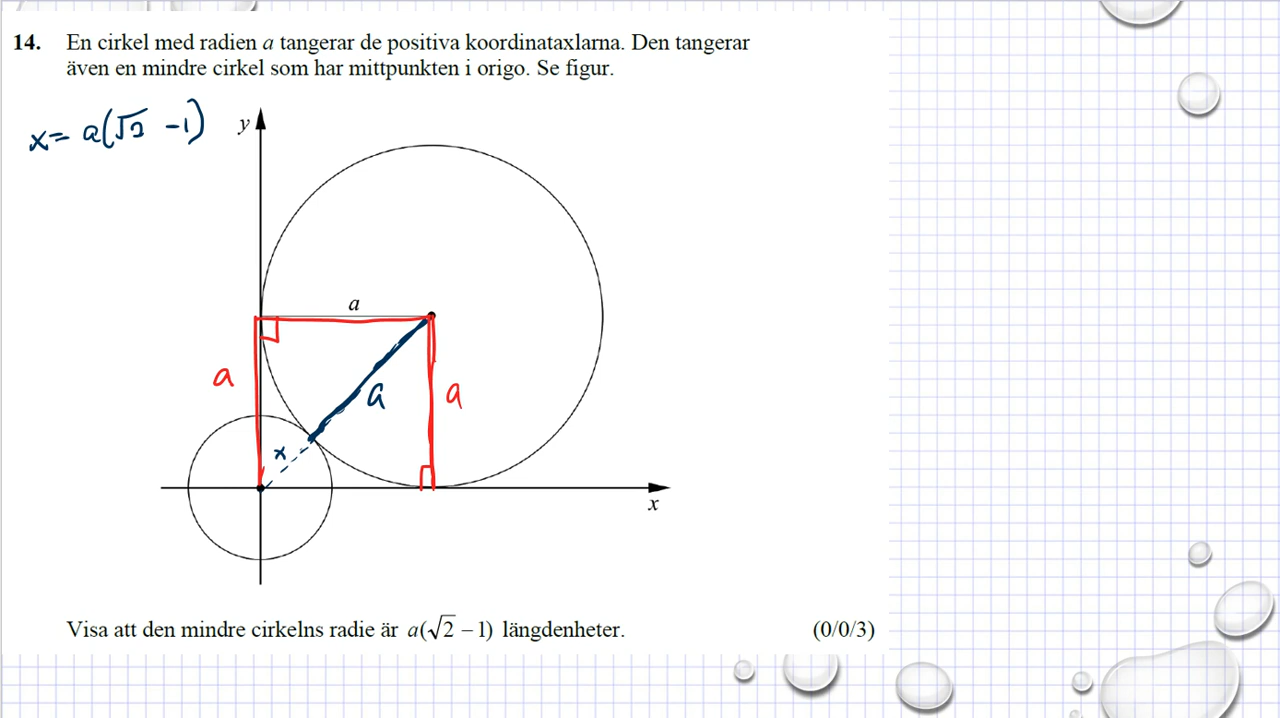 14. En cirkel med radien a tangerar de positiva koordinataxlarna. Den tangerar
även en mindre cirkel som har mittpunkten i origo. Se figur.
x= a(√2 -1)
y
a
a
a
a
x
x
Visa att den mindre cirkelns radie är a(√2 − 1) längdenheter. (0/0/3)